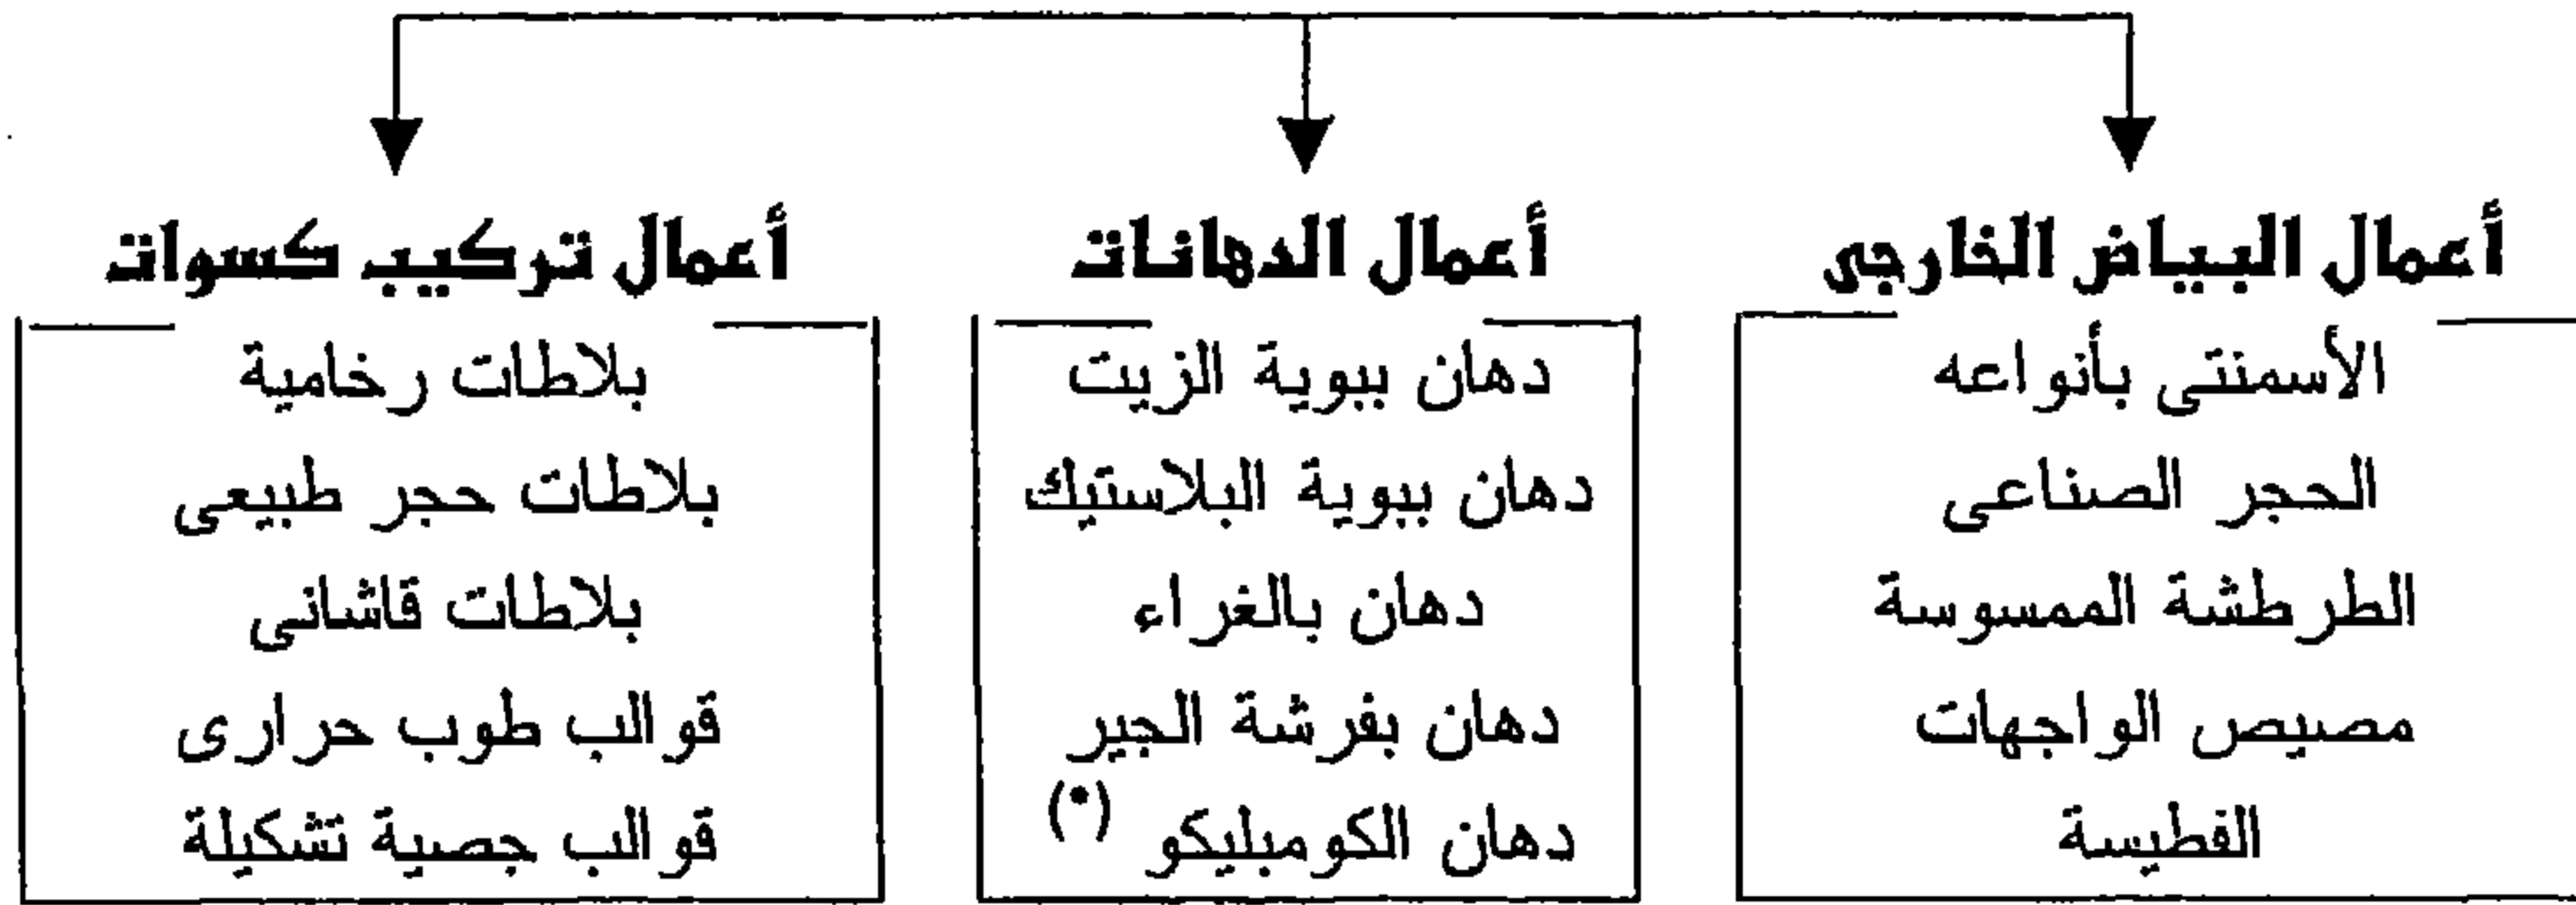 أعمال البياض الخارجى
الأسمنتى بأنواعه
الحجر الصناعى
الطرطشة الممسوسة
مصيص الواجهات
الفطيسة
أعمال الدهانات
دهان ببوية الزيت
دهان ببوية البلاستيك
دهان بالغراء
دهان بفرشة الجير
دهان الكومبليكو (*)
أعمال تركيب كسوات
بلاطات رخامية
بلاطات حجر طبيعى
بلاطات قاشانى
قوالب طوب حرارى
قوالب جصية تشكيلة